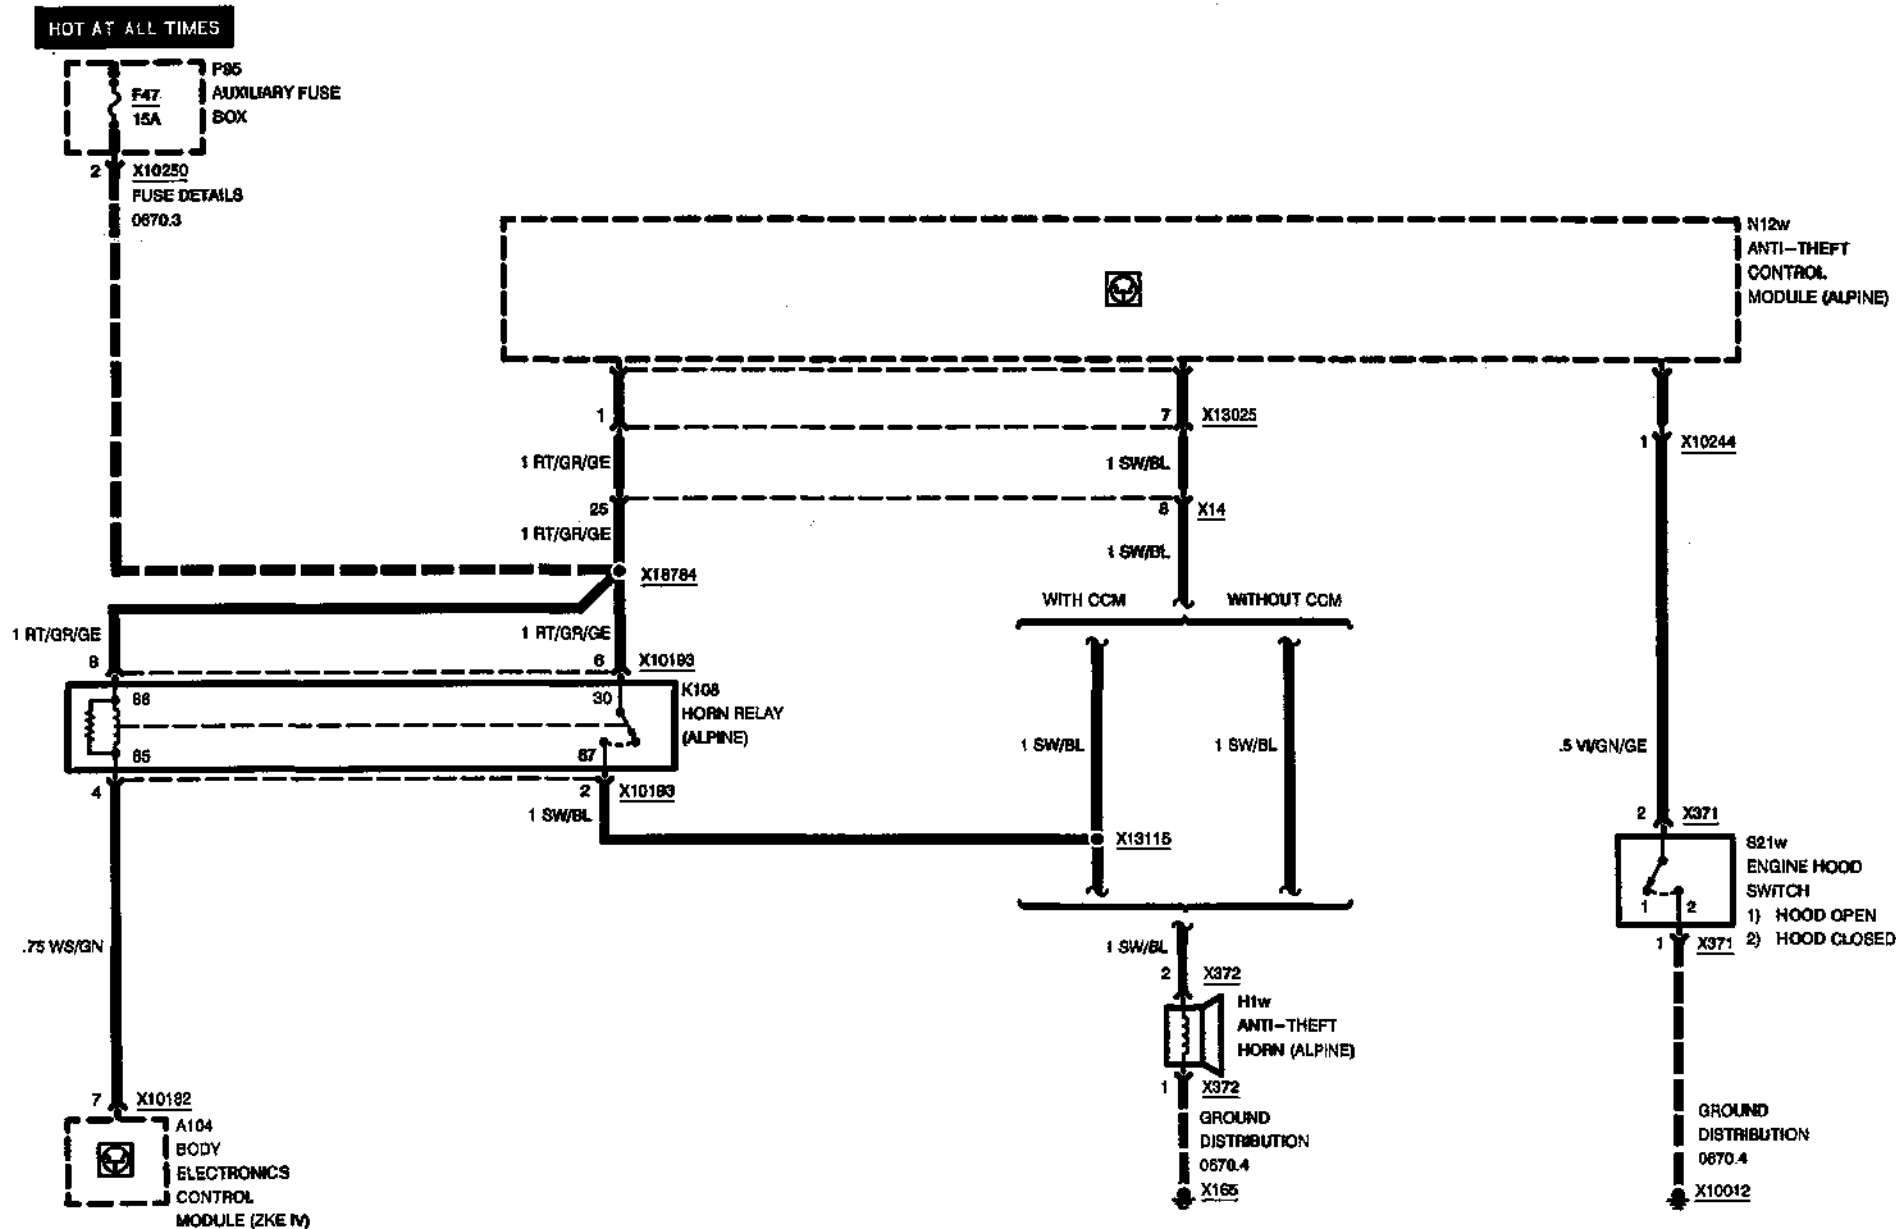 HOT AT ALL TIMES
P95
AUXILIARY FUSE
BOX
F47
15A
2
X10250
FUSE DETAILS
0670.3
N12w
ANTI-THEFT
CONTROL
MODULE (ALPINE)
1
7
X13025
1
X10244
1 RT/GR/GE
1 SW/BL
25
8
X14
1 RT/GR/GE
1 SW/BL
X18784
WITH CCM
WITHOUT CCM
1 RT/GR/GE
1 RT/GR/GE
8
6
X10193
86
30
K108
HORN RELAY
(ALPINE)
85
87
4
2
X10193
1 SW/BL
1 SW/BL
1 SW/BL
.5 VI/GN/GE
X13115
2
X371
S21w
ENGINE HOOD
SWITCH
1) HOOD OPEN
2) HOOD CLOSED
1
2
1
X371
.75 WS/GN
1 SW/BL
2
X372
H1w
ANTI-THEFT
HORN (ALPINE)
1
X372
GROUND
DISTRIBUTION
0670.4
X165
GROUND
DISTRIBUTION
0670.4
X10012
7
X10182
A104
BODY
ELECTRONICS
CONTROL
MODULE (ZKE IV)